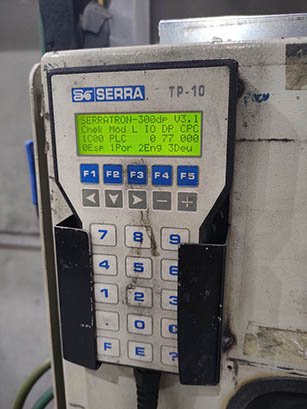 SERRA TP-10
SERRATRON-300dp V3.1
Chek Mod L IO DP CPC
1C00 PLC 0 77 000
0Esp 1Por 2Eng 3Deu
F1 F2 F3 F4 F5
< v > - +
7 8 9
4 5 6
1 2 3
0 C
F E ?